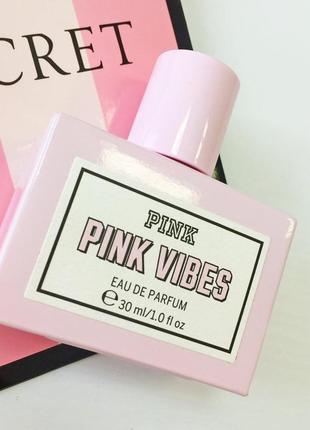 CRET
PINK
PINK VIBES
EAU DE PARFUM
℮ 30 ml/1.0 fl oz